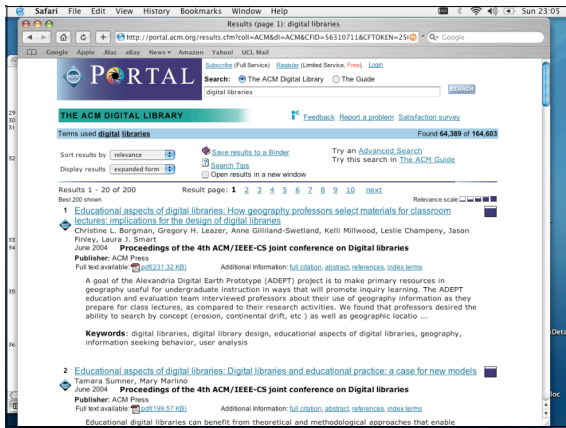 Safari File Edit View History Bookmarks Window Help Sun 23:05
Results (page 1): digital libraries
http://portal.acm.org/results.cfm?coll=ACM&dl=ACM&CFID=56310711&CFTOKEN=25 Google
Google Apple .Mac eBay News Amazon Yahoo! UCL Mail
acm PORTAL
Subscribe (Full Service) Register (Limited Service, Free) Login
Search: The ACM Digital Library The Guide
digital libraries SEARCH
THE ACM DIGITAL LIBRARY
Feedback Report a problem Satisfaction survey
Terms used digital libraries Found 64,389 of 164,603
Sort results by relevance Save results to a Binder Try an Advanced Search
Display results expanded form Search Tips Try this search in The ACM Guide
Open results in a new window
Results 1 - 20 of 200 Result page: 1 2 3 4 5 6 7 8 9 10 next
Best 200 shown Relevance scale
1 Educational aspects of digital libraries: How geography professors select materials for classroom
lectures: implications for the design of digital libraries
Christine L. Borgman, Gregory H. Leazer, Anne Gilliland-Swetland, Kelli Millwood, Leslie Champeny, Jason
Finley, Laura J. Smart
June 2004 Proceedings of the 4th ACM/IEEE-CS joint conference on Digital libraries
Publisher: ACM Press
Full text available: pdf(231.32 KB) Additional Information: full citation, abstract, references, index terms
A goal of the Alexandria Digital Earth Prototype (ADEPT) project is to make primary resources in
geography useful for undergraduate instruction in ways that will promote inquiry learning. The ADEPT
education and evaluation team interviewed professors about their use of geography information as they
prepare for class lectures, as compared to their research activities. We found that professors desired the
ability to search by concept (erosion, continental drift, etc ) as well as geographic locatio ...
Keywords: digital libraries, digital library design, educational aspects of digital libraries, geography,
information seeking behavior, user analysis
2 Educational aspects of digital libraries: Digital libraries and educational practice: a case for new models
Tamara Sumner, Mary Marlino
June 2004 Proceedings of the 4th ACM/IEEE-CS joint conference on Digital libraries
Publisher: ACM Press
Full text available: pdf(199.57 KB) Additional Information: full citation, abstract, references, index terms
Educational digital libraries can benefit from theoretical and methodological approaches that enable
29
30
31
32
33
34
35
36